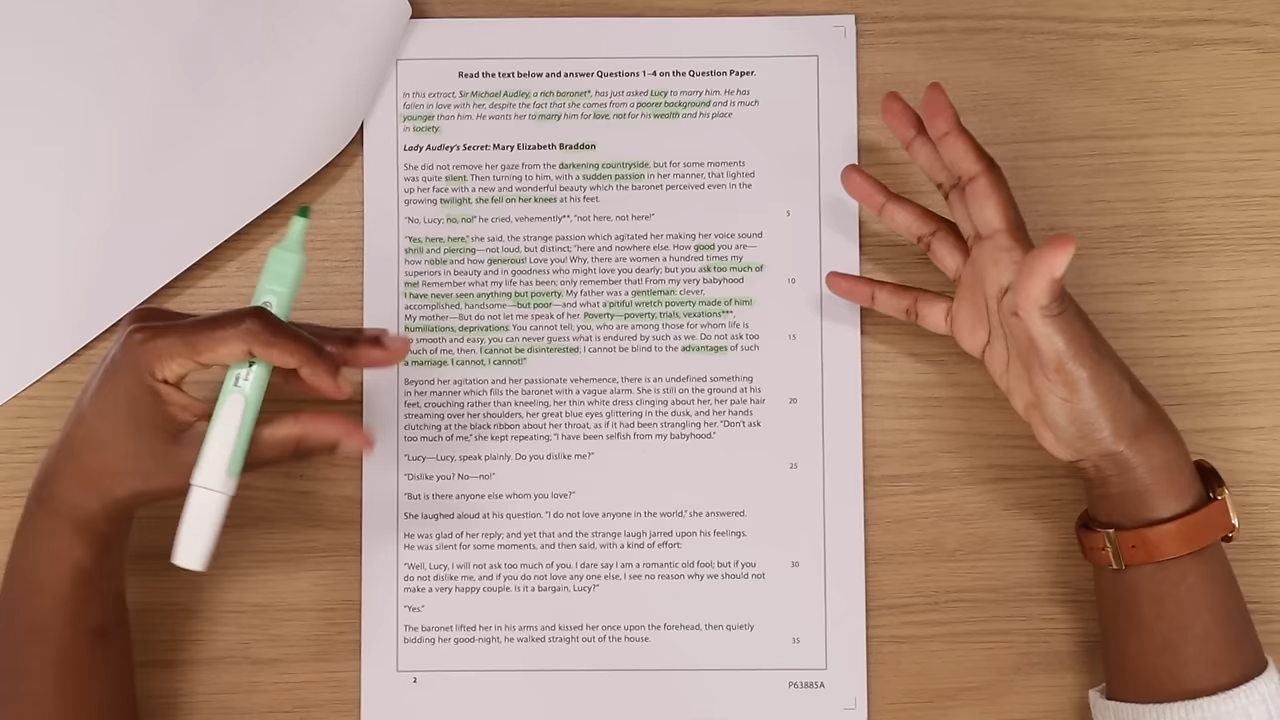 Read the text below and answer Questions 1–4 on the Question Paper.
In this extract, Sir Michael Audley, a rich baronet*, has just asked Lucy to marry him. He has
fallen in love with her, despite the fact that she comes from a poorer background and is much
younger than him. He wants her to marry him for love, not for his wealth and his place
in society.
Lady Audley's Secret: Mary Elizabeth Braddon
She did not remove her gaze from the darkening countryside, but for some moments
was quite silent. Then turning to him, with a sudden passion in her manner, that lighted
up her face with a new and wonderful beauty which the baronet perceived even in the
growing twilight, she fell on her knees at his feet.
"No, Lucy; no, no!" he cried, vehemently**, "not here, not here!"
5
"Yes, here, here," she said, the strange passion which agitated her making her voice sound
shrill and piercing—not loud, but distinct; "here and nowhere else. How good you are—
how noble and how generous! Love you! Why, there are women a hundred times my
superiors in beauty and in goodness who might love you dearly; but you ask too much of
me! Remember what my life has been; only remember that! From my very babyhood
10
I have never seen anything but poverty. My father was a gentleman: clever,
accomplished, handsome—but poor—and what a pitiful wretch poverty made of him!
My mother—But do not let me speak of her. Poverty—poverty, trials, vexations***,
humiliations, deprivations. You cannot tell; you, who are among those for whom life is
so smooth and easy, you can never guess what is endured by such as we. Do not ask too
15
much of me, then. I cannot be disinterested; I cannot be blind to the advantages of such
a marriage. I cannot, I cannot!"
Beyond her agitation and her passionate vehemence, there is an undefined something
in her manner which fills the baronet with a vague alarm. She is still on the ground at his
feet, crouching rather than kneeling, her thin white dress clinging about her, her pale hair
20
streaming over her shoulders, her great blue eyes glittering in the dusk, and her hands
clutching at the black ribbon about her throat, as if it had been strangling her. "Don't ask
too much of me," she kept repeating; "I have been selfish from my babyhood."
"Lucy—Lucy, speak plainly. Do you dislike me?"
"Dislike you? No—no!"
25
"But is there anyone else whom you love?"
She laughed aloud at his question. "I do not love anyone in the world," she answered.
He was glad of her reply; and yet that and the strange laugh jarred upon his feelings.
He was silent for some moments, and then said, with a kind of effort:
"Well, Lucy, I will not ask too much of you. I dare say I am a romantic old fool; but if you
30
do not dislike me, and if you do not love any one else, I see no reason why we should not
make a very happy couple. Is it a bargain, Lucy?"
"Yes."
The baronet lifted her in his arms and kissed her once upon the forehead, then quietly
bidding her good-night, he walked straight out of the house.
35
2
P63885A